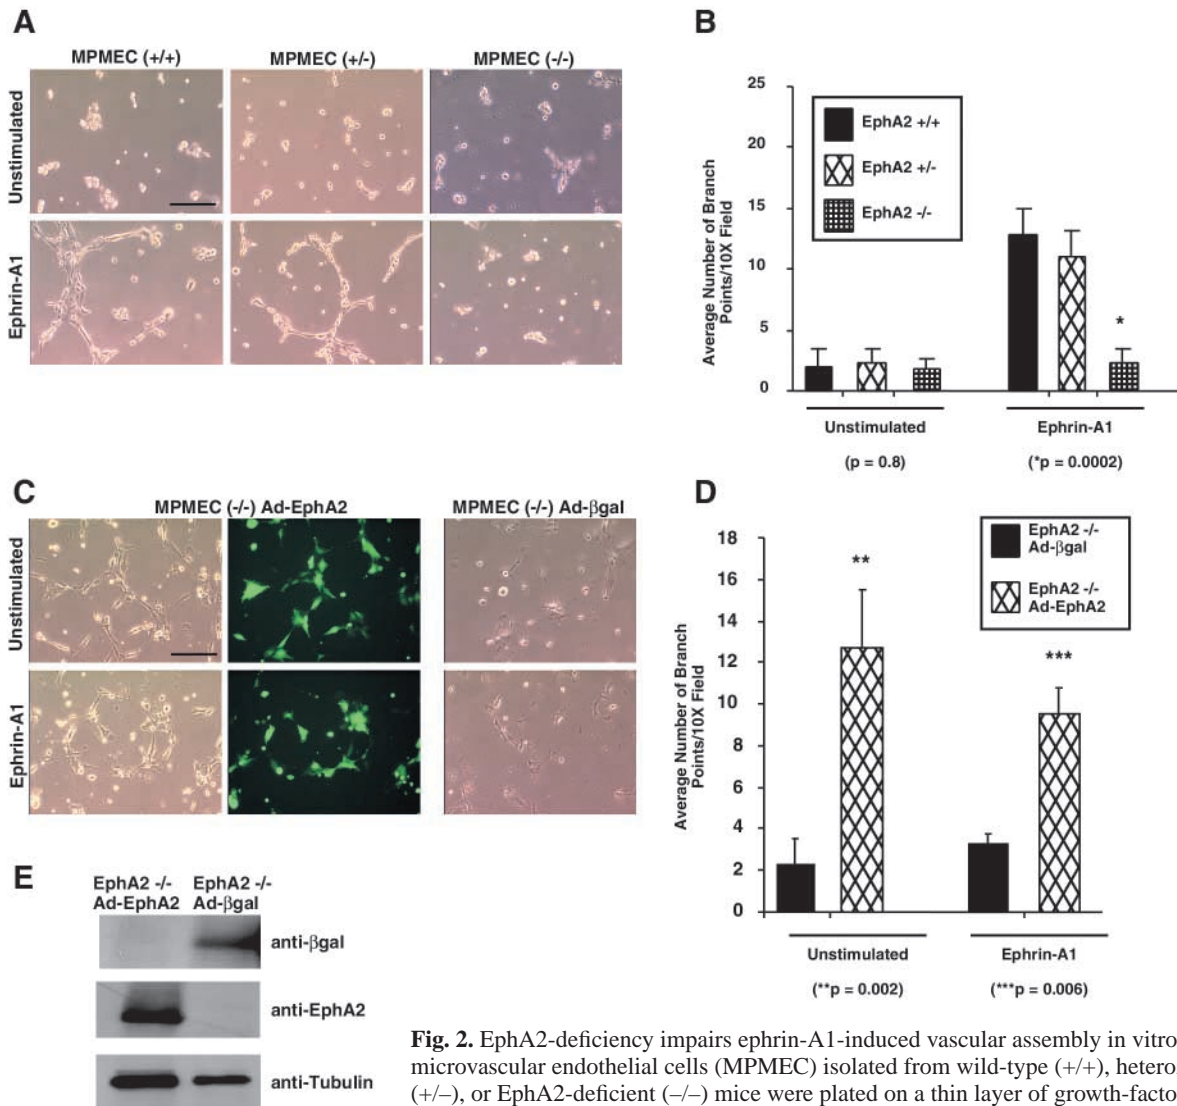 A
MPMEC (+/+)
MPMEC (+/-)
MPMEC (-/-)
Unstimulated
Ephrin-A1
B
Average Number of Branch
Points/10X Field
25
20
15
10
5
0
EphA2 +/+
EphA2 +/-
EphA2 -/-
*
Unstimulated
Ephrin-A1
(p = 0.8)
(*p = 0.0002)
C
MPMEC (-/-) Ad-EphA2
MPMEC (-/-) Ad-βgal
Unstimulated
Ephrin-A1
D
Average Number of Branch
Points/10X Field
18
16
14
12
10
8
6
4
2
0
EphA2 -/-
Ad-βgal
EphA2 -/-
Ad-EphA2
**
***
Unstimulated
Ephrin-A1
(**p = 0.002)
(***p = 0.006)
E
EphA2 -/-
Ad-EphA2
EphA2 -/-
Ad-βgal
anti-βgal
anti-EphA2
anti-Tubulin
Fig. 2. EphA2-deficiency impairs ephrin-A1-induced vascular assembly in vitro
microvascular endothelial cells (MPMEC) isolated from wild-type (+/+), hetero
(+/–), or EphA2-deficient (–/–) mice were plated on a thin layer of growth-facto